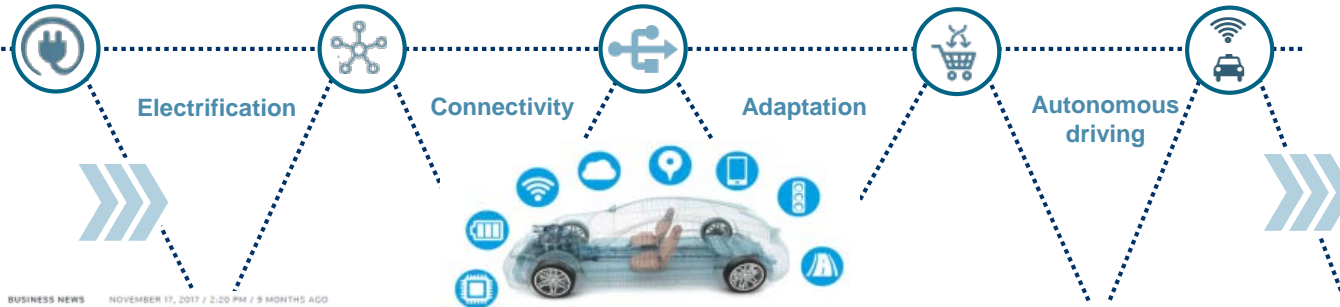 Electrification
Connectivity
Adaptation
Autonomous
driving
BUSINESS NEWS NOVEMBER 17, 2017 / 2:20 PM / 9 MONTHS AGO